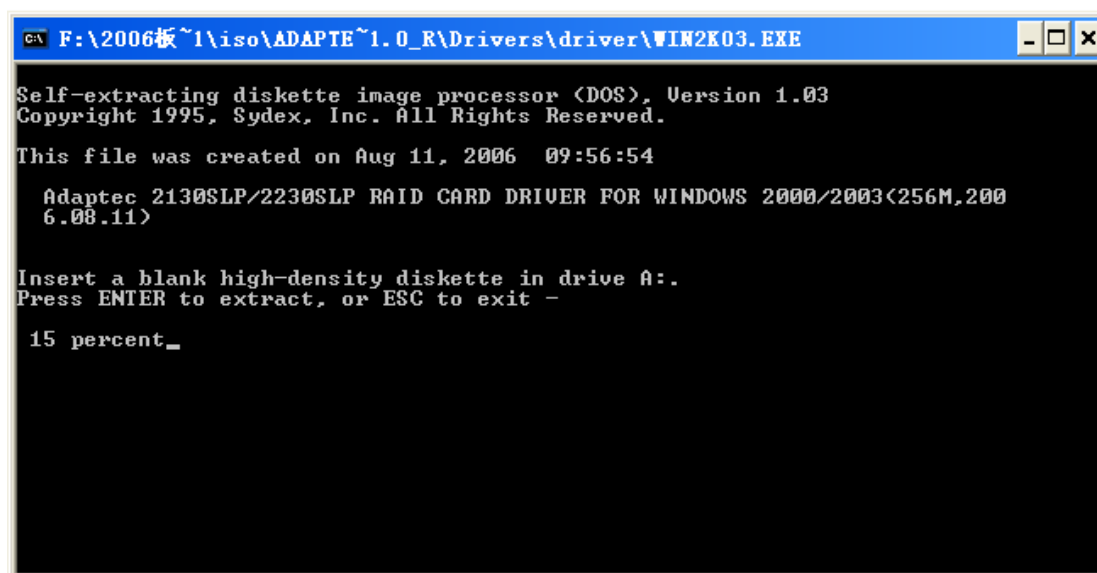 F:\2006板~1\iso\ADAPTE~1.0_R\Drivers\driver\WIN2K03.EXE
Self-extracting diskette image processor (DOS), Version 1.03
Copyright 1995, Sydex, Inc. All Rights Reserved.
This file was created on Aug 11, 2006  09:56:54
Adaptec 2130SLP/2230SLP RAID CARD DRIVER FOR WINDOWS 2000/2003(256M,200
6.08.11)
Insert a blank high-density diskette in drive A:.
Press ENTER to extract, or ESC to exit -
15 percent_